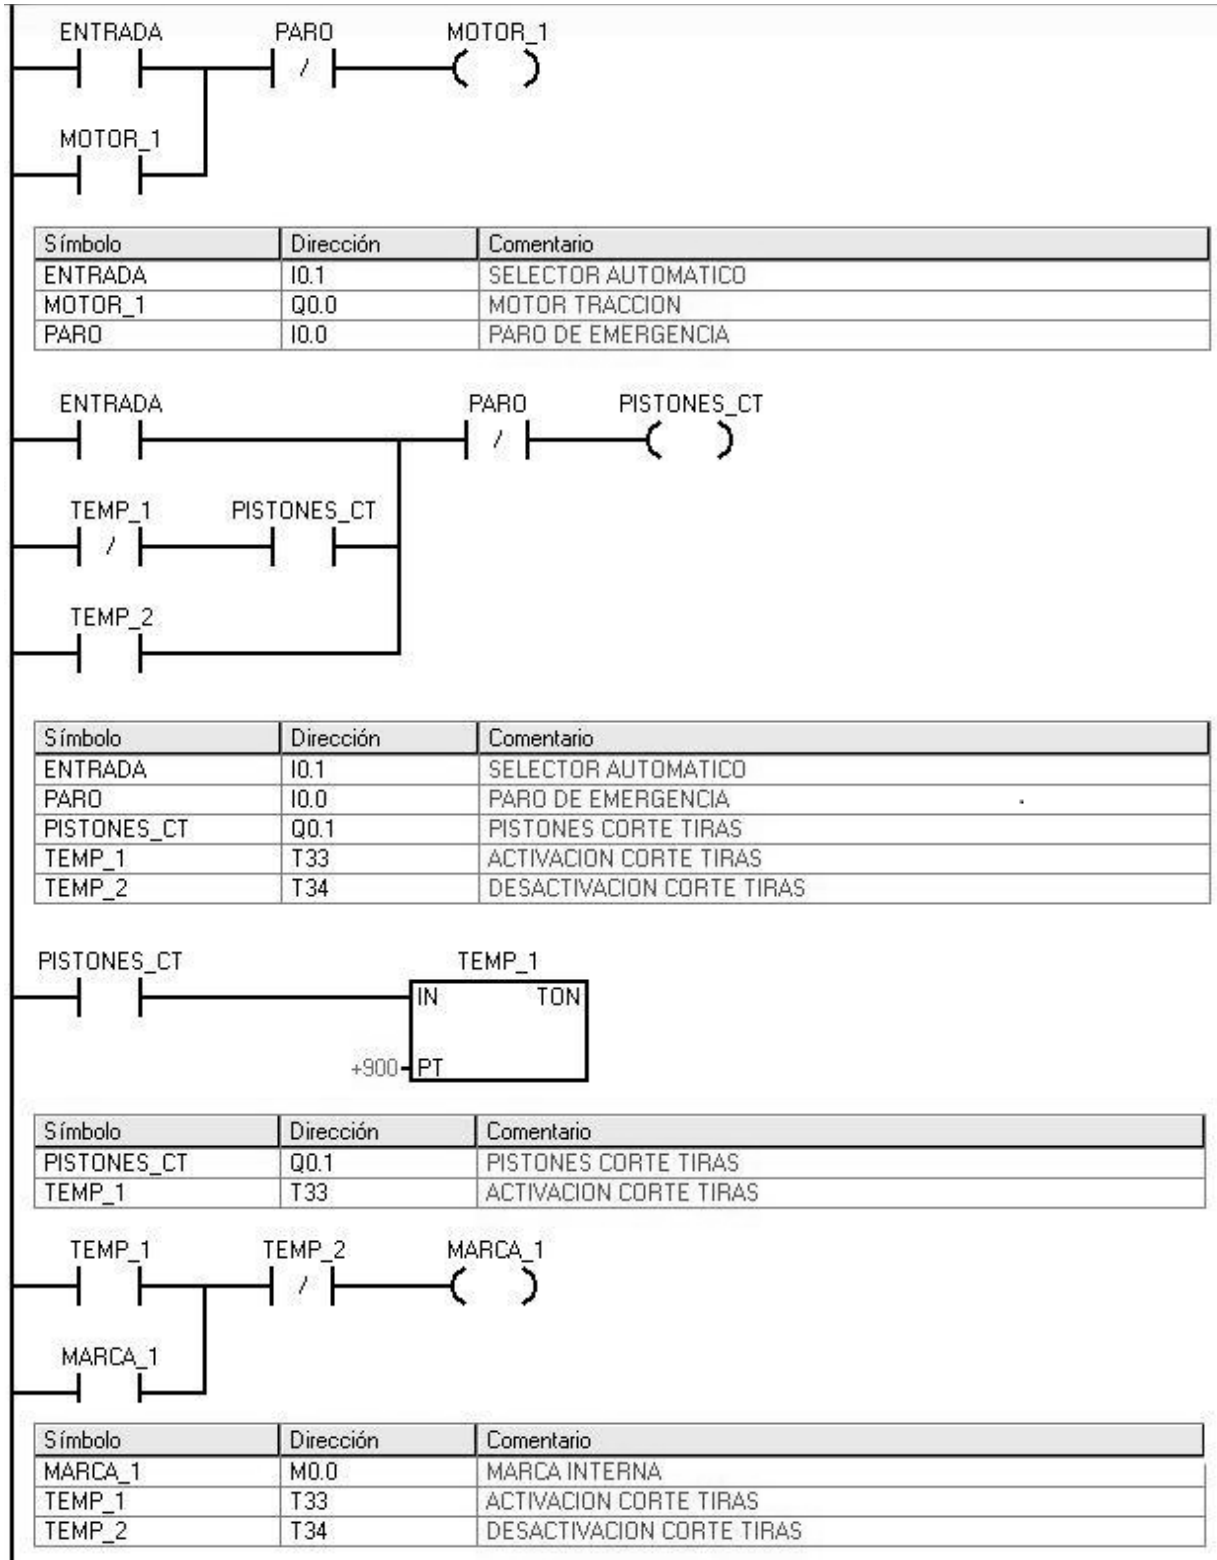 ENTRADA PARO MOTOR_1
/
MOTOR_1
Símbolo Dirección Comentario
ENTRADA I0.1 SELECTOR AUTOMATICO
MOTOR_1 Q0.0 MOTOR TRACCION
PARO I0.0 PARO DE EMERGENCIA
ENTRADA PARO PISTONES_CT
/
TEMP_1 PISTONES_CT
/
TEMP_2
Símbolo Dirección Comentario
ENTRADA I0.1 SELECTOR AUTOMATICO
PARO I0.0 PARO DE EMERGENCIA
PISTONES_CT Q0.1 PISTONES CORTE TIRAS
TEMP_1 T33 ACTIVACION CORTE TIRAS
TEMP_2 T34 DESACTIVACION CORTE TIRAS
PISTONES_CT TEMP_1
IN TON
+900 PT
Símbolo Dirección Comentario
PISTONES_CT Q0.1 PISTONES CORTE TIRAS
TEMP_1 T33 ACTIVACION CORTE TIRAS
TEMP_1 TEMP_2 MARCA_1
/
MARCA_1
Símbolo Dirección Comentario
MARCA_1 M0.0 MARCA INTERNA
TEMP_1 T33 ACTIVACION CORTE TIRAS
TEMP_2 T34 DESACTIVACION CORTE TIRAS